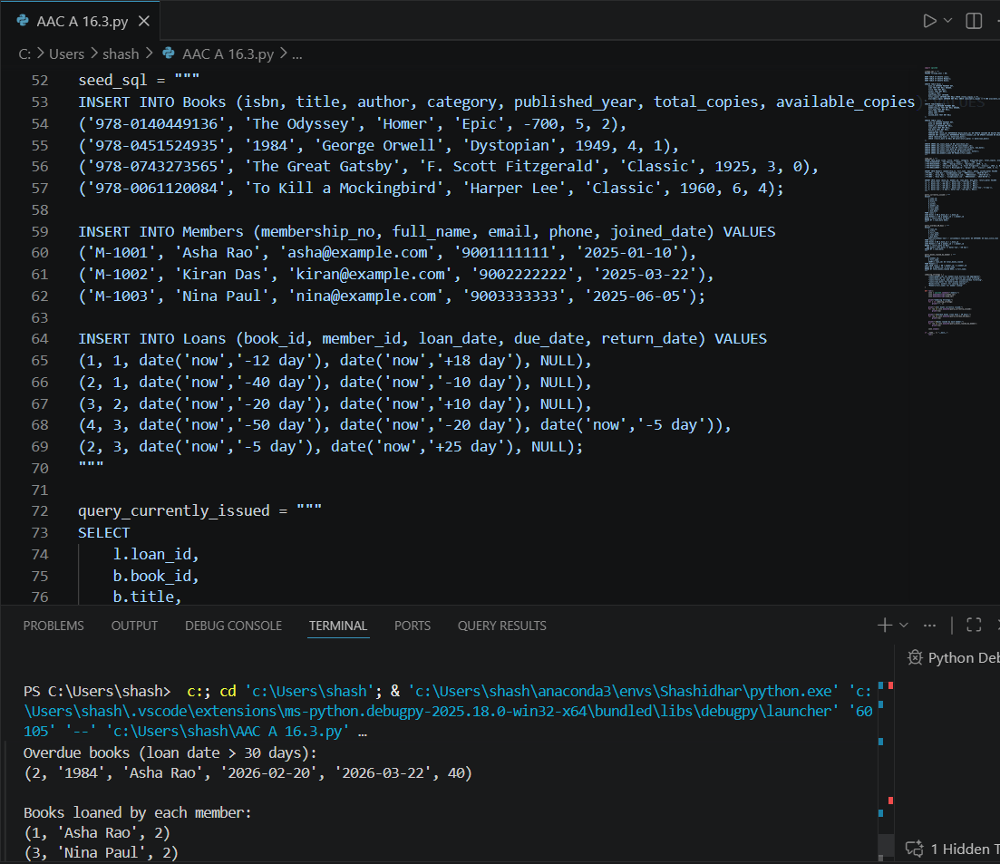 AAC A 16.3.py
C: > Users > shash > AAC A 16.3.py > ...
52 seed_sql = """
53 INSERT INTO Books (isbn, title, author, category, published_year, total_copies, available_copies) VALUES
54 ('978-0140449136', 'The Odyssey', 'Homer', 'Epic', -700, 5, 2),
55 ('978-0451524935', '1984', 'George Orwell', 'Dystopian', 1949, 4, 1),
56 ('978-0743273565', 'The Great Gatsby', 'F. Scott Fitzgerald', 'Classic', 1925, 3, 0),
57 ('978-0061120084', 'To Kill a Mockingbird', 'Harper Lee', 'Classic', 1960, 6, 4);
58
59 INSERT INTO Members (membership_no, full_name, email, phone, joined_date) VALUES
60 ('M-1001', 'Asha Rao', 'asha@example.com', '9001111111', '2025-01-10'),
61 ('M-1002', 'Kiran Das', 'kiran@example.com', '9002222222', '2025-03-22'),
62 ('M-1003', 'Nina Paul', 'nina@example.com', '9003333333', '2025-06-05');
63
64 INSERT INTO Loans (book_id, member_id, loan_date, due_date, return_date) VALUES
65 (1, 1, date('now','-12 day'), date('now','+18 day'), NULL),
66 (2, 1, date('now','-40 day'), date('now','-10 day'), NULL),
67 (3, 2, date('now','-20 day'), date('now','+10 day'), NULL),
68 (4, 3, date('now','-50 day'), date('now','-20 day'), date('now','-5 day')),
69 (2, 3, date('now','-5 day'), date('now','+25 day'), NULL);
70 """
71
72 query_currently_issued = """
73 SELECT
74 l.loan_id,
75 b.book_id,
76 b.title,
PROBLEMS OUTPUT DEBUG CONSOLE TERMINAL PORTS QUERY RESULTS
Python Deb
PS C:\Users\shash>  c:; cd 'c:\Users\shash'; & 'c:\Users\shash\anaconda3\envs\Shashidhar\python.exe' 'c:
\Users\shash\.vscode\extensions\ms-python.debugpy-2025.18.0-win32-x64\bundled\libs\debugpy\launcher' '60
105' '--' 'c:\Users\shash\AAC A 16.3.py' …
Overdue books (loan date > 30 days):
(2, '1984', 'Asha Rao', '2026-02-20', '2026-03-22', 40)
Books loaned by each member:
(1, 'Asha Rao', 2)
(3, 'Nina Paul', 2)
1 Hidden T